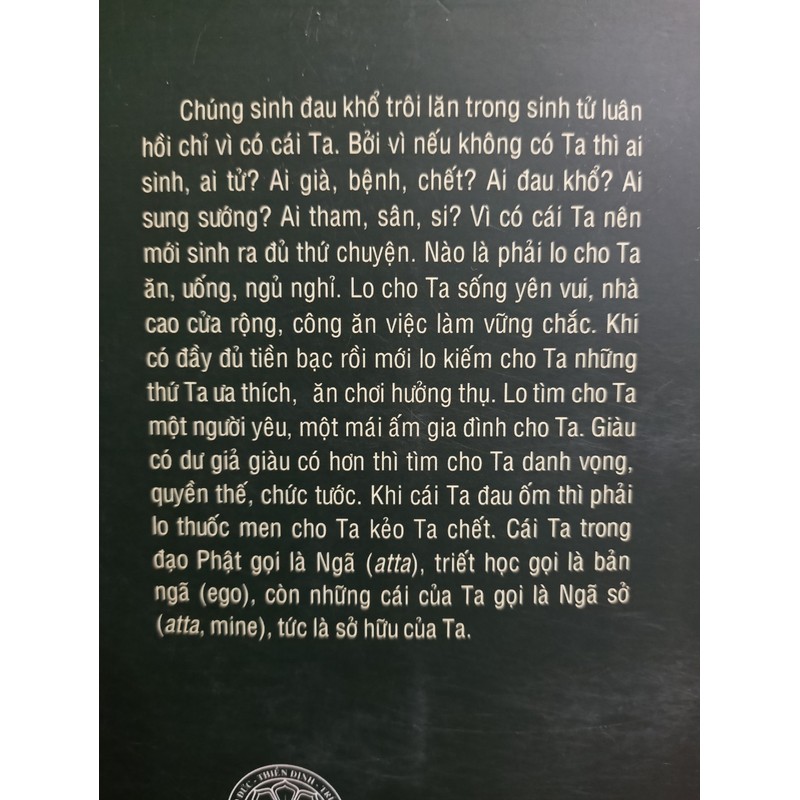 Chúng sinh đau khổ trôi lăn trong sinh tử luân
hồi chỉ vì có cái Ta. Bởi vì nếu không có Ta thì ai
sinh, ai tử? Ai già, bệnh, chết? Ai đau khổ? Ai
sung sướng? Ai tham, sân, si? Vì có cái Ta nên
mới sinh ra đủ thứ chuyện. Nào là phải lo cho Ta
ăn, uống, ngủ nghỉ. Lo cho Ta sống yên vui, nhà
cao cửa rộng, công ăn việc làm vững chắc. Khi
có đầy đủ tiền bạc rồi mới lo kiếm cho Ta những
thứ Ta ưa thích, ăn chơi hưởng thụ. Lo tìm cho Ta
một người yêu, một mái ấm gia đình cho Ta. Giàu
có dư giả giàu có hơn thì tìm cho Ta danh vọng,
quyền thế, chức tước. Khi cái Ta đau ốm thì phải
lo thuốc men cho Ta kẻo Ta chết. Cái Ta trong
đạo Phật gọi là Ngã (atta), triết học gọi là bản
ngã (ego), còn những cái của Ta gọi là Ngã sở
(atta, mine), tức là sở hữu của Ta.
ĐỨC - THIỀN ĐỊNH - TRÍ